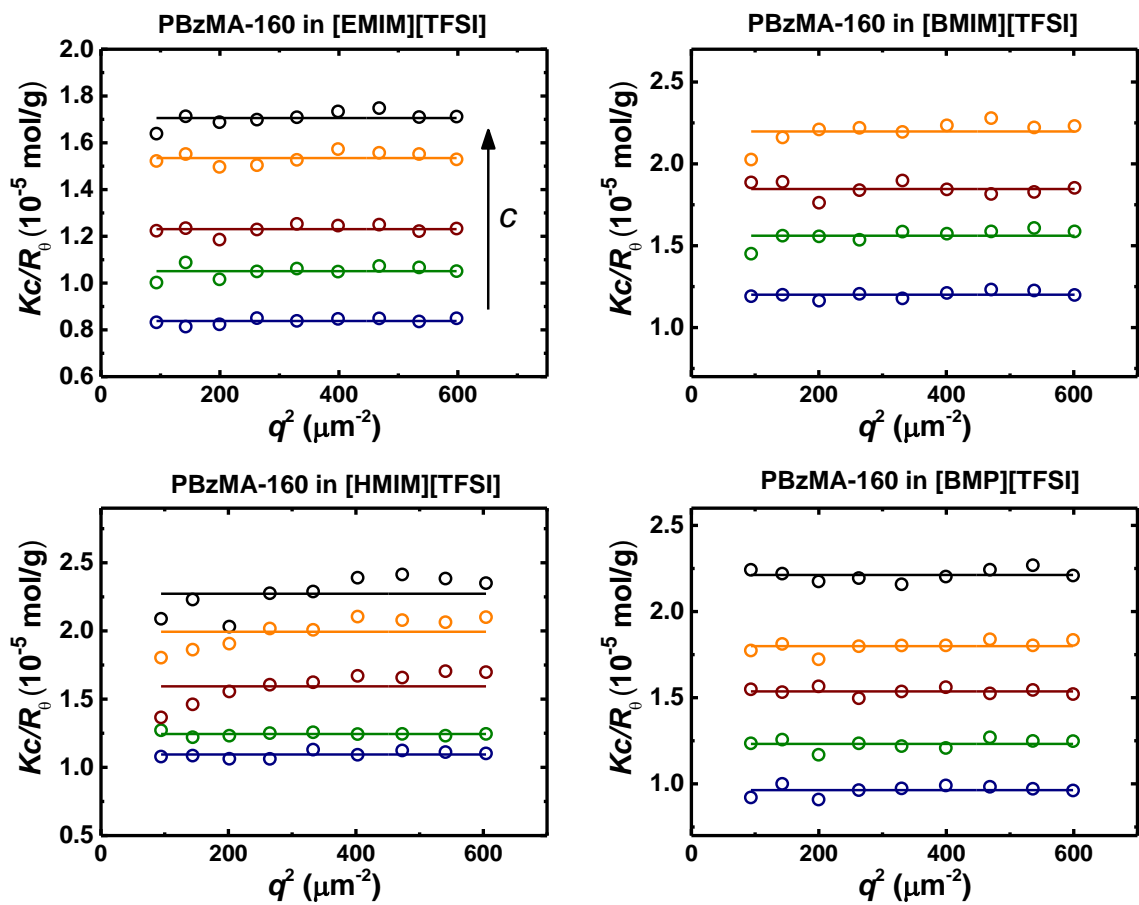 PBzMA-160 in [EMIM][TFSI]
2.0
1.8
1.6
1.4
1.2
1.0
0.8
0.6
Kc/Rθ (10⁻⁵ mol/g)
C
0 200 400 600
q² (μm⁻²)
PBzMA-160 in [BMIM][TFSI]
2.5
2.0
1.5
1.0
Kc/Rθ (10⁻⁵ mol/g)
0 200 400 600
q² (μm⁻²)
PBzMA-160 in [HMIM][TFSI]
2.5
2.0
1.5
1.0
0.5
Kc/Rθ (10⁻⁵ mol/g)
0 200 400 600
q² (μm⁻²)
PBzMA-160 in [BMP][TFSI]
2.5
2.0
1.5
1.0
Kc/Rθ (10⁻⁵ mol/g)
0 200 400 600
q² (μm⁻²)